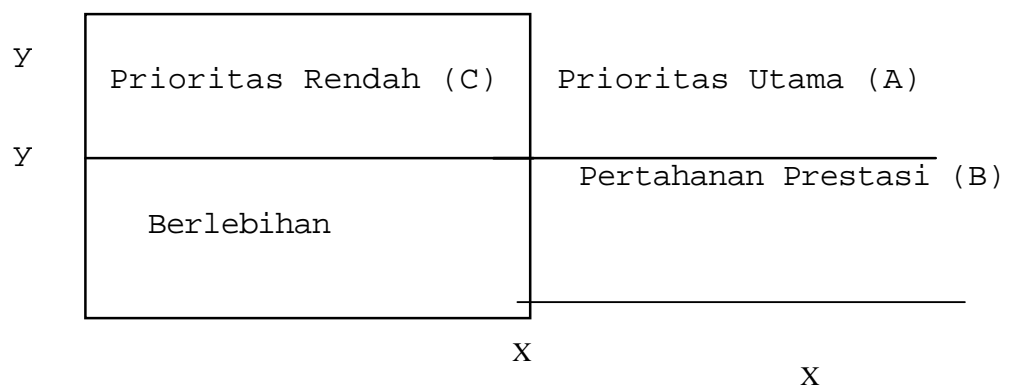 y
Prioritas Rendah (C) Prioritas Utama (A)
y
Pertahanan Prestasi (B)
Berlebihan
X
X